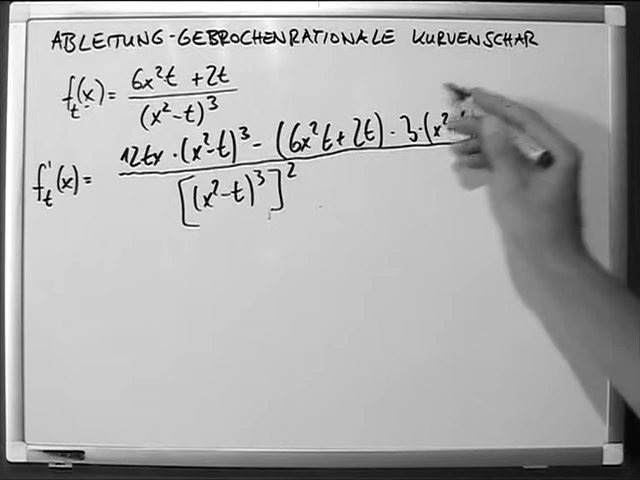 ABLEITUNG-GEBROCHENRATIONALE KURVENSCHAR
f_t(x) = (6x²t + 2t) / (x²-t)³
f_t'(x) = (12tx · (x²-t)³ - (6x²t + 2t) · 3 · (x²-) / [(x²-t)³]²